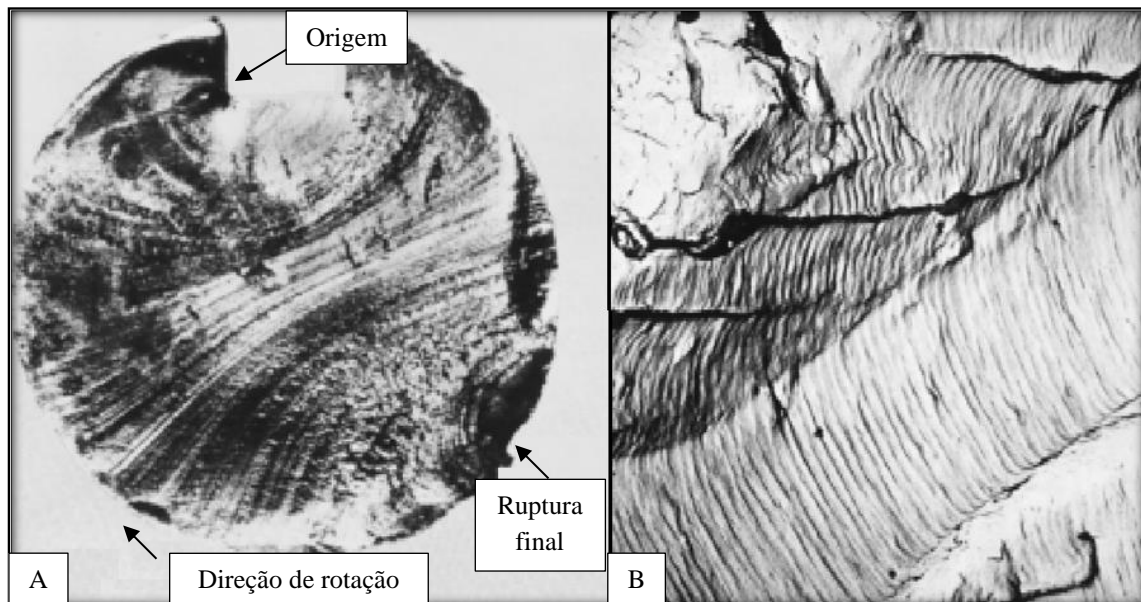 Origem
Ruptura
final
Direção de rotação
A
B